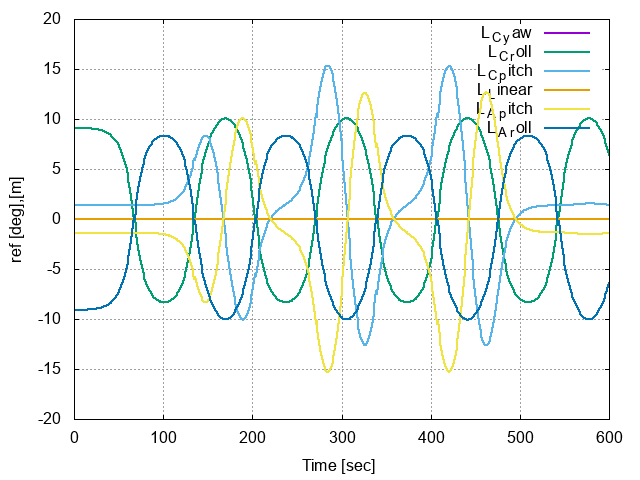 20
15
10
5
0
-5
-10
-15
-20
0 100 200 300 400 500 600
ref [deg],[m]
Time [sec]
L_Cyaw
L_Croll
L_Cpitch
L_Linear
L_Apitch
L_Aroll